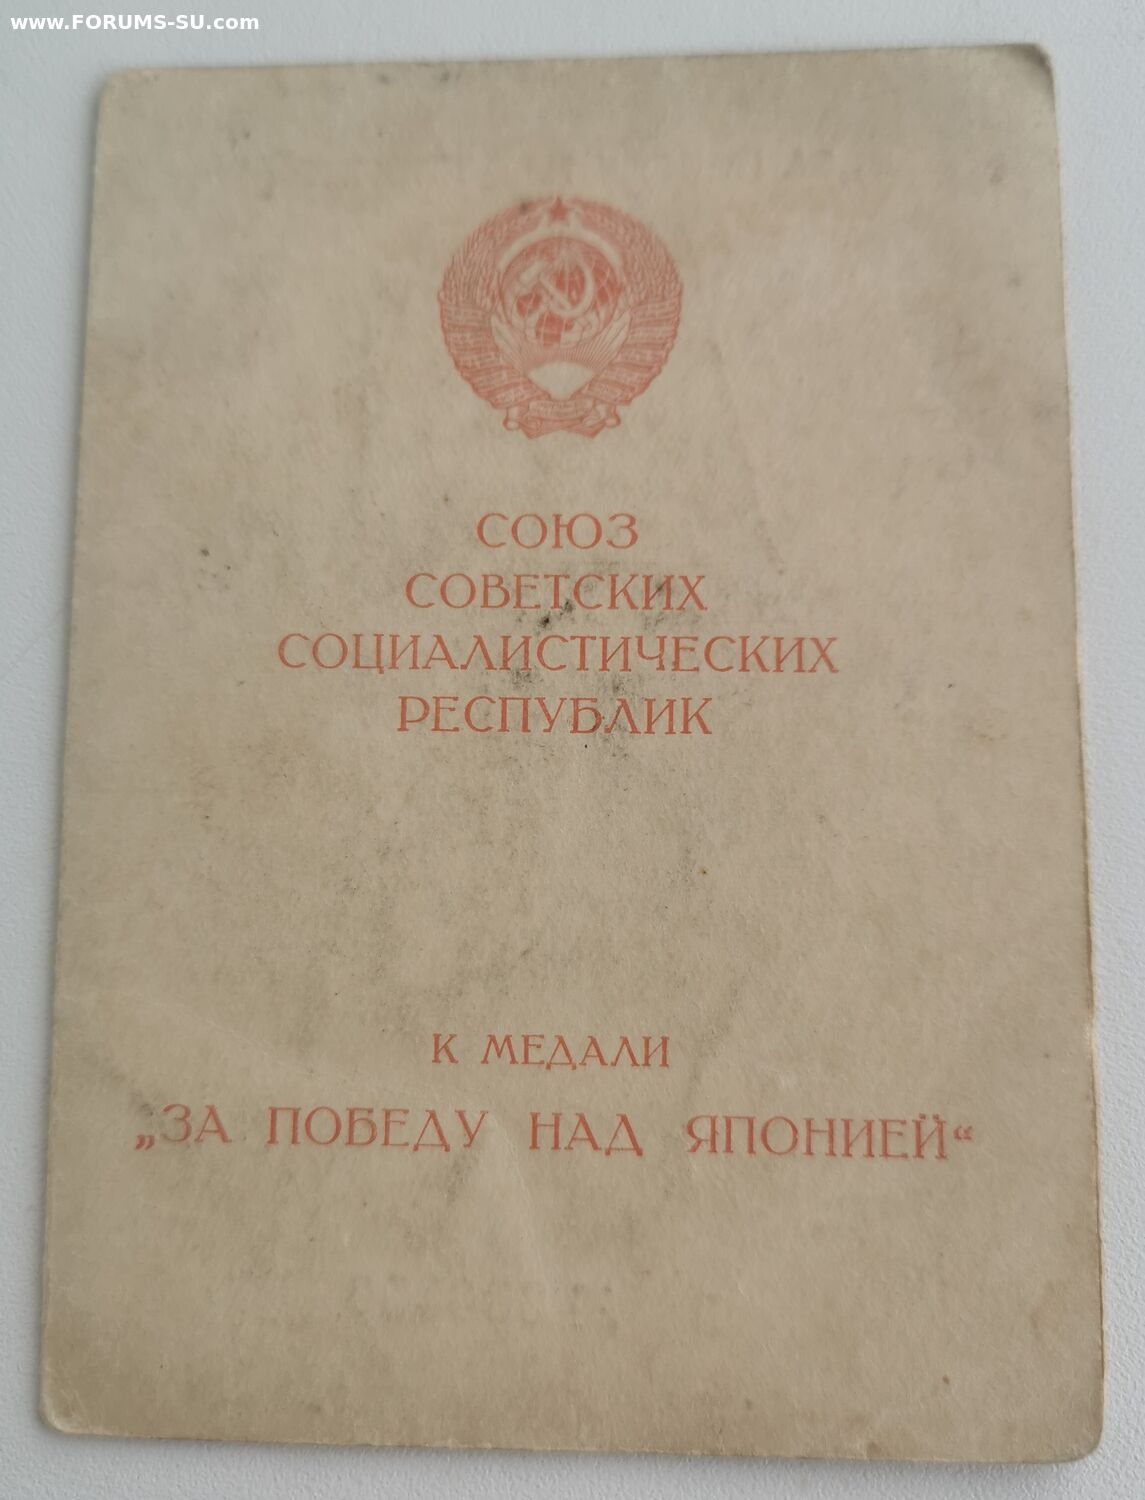 www.FORUMS-SU.com
СОЮЗ
СОВЕТСКИХ
СОЦИАЛИСТИЧЕСКИХ
РЕСПУБЛИК
К МЕДАЛИ
„ЗА ПОБЕДУ НАД ЯПОНИЕЙ“